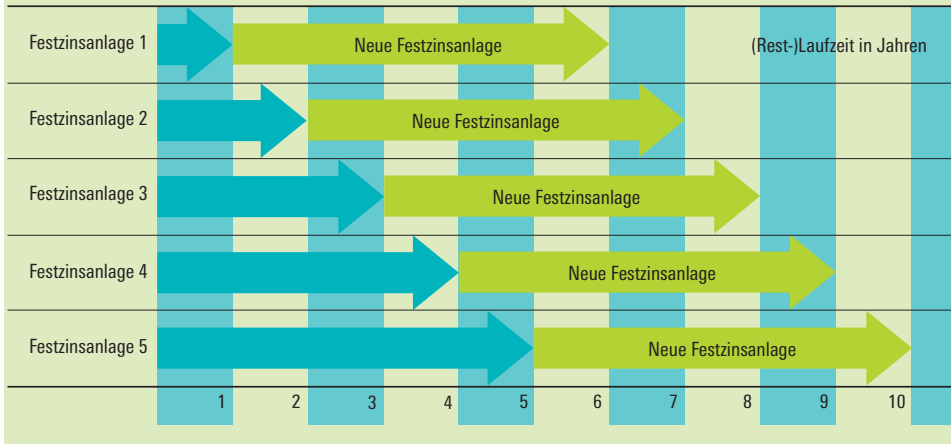 Festzinsanlage 1
Neue Festzinsanlage
(Rest-)Laufzeit in Jahren
Festzinsanlage 2
Neue Festzinsanlage
Festzinsanlage 3
Neue Festzinsanlage
Festzinsanlage 4
Neue Festzinsanlage
Festzinsanlage 5
Neue Festzinsanlage
1 2 3 4 5 6 7 8 9 10